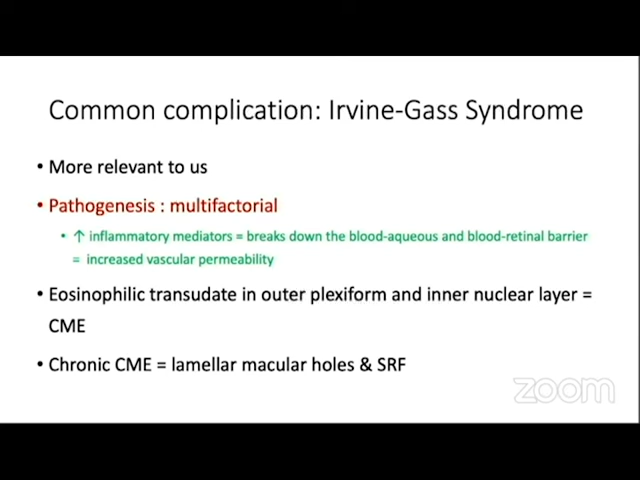 Common complication: Irvine-Gass Syndrome
• More relevant to us
• Pathogenesis : multifactorial
• ↑ inflammatory mediators = breaks down the blood-aqueous and blood-retinal barrier
= increased vascular permeability
• Eosinophilic transudate in outer plexiform and inner nuclear layer =
CME
• Chronic CME = lamellar macular holes & SRF
zoom